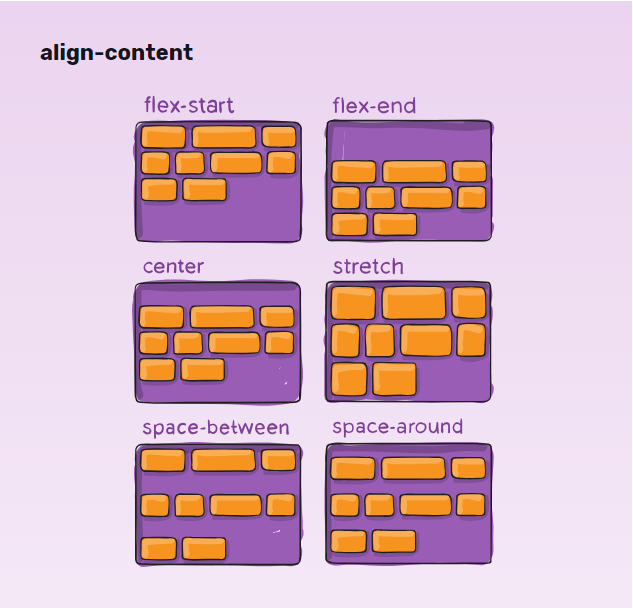 align-content
flex-start
flex-end
center
stretch
space-between
space-around